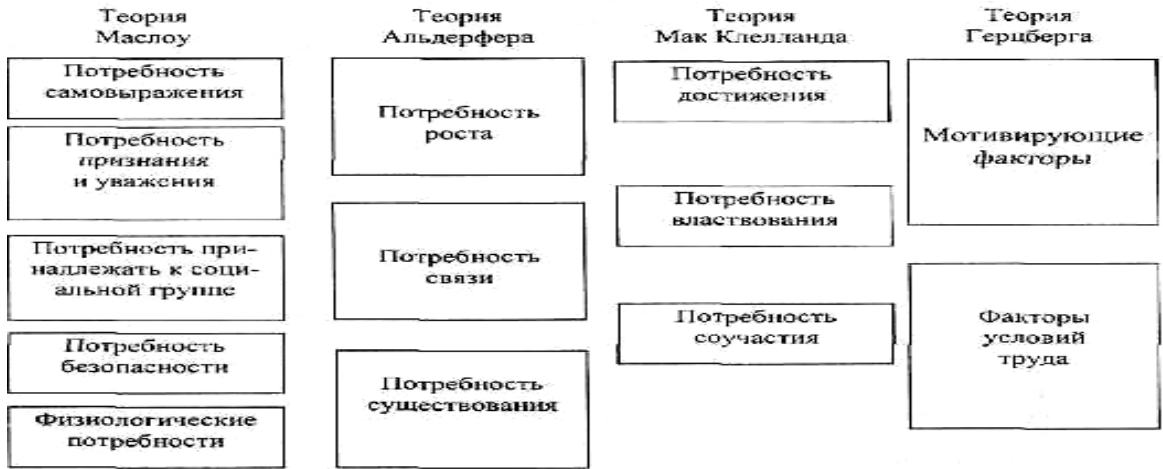 Теория
Маслоу
Потребность
самовыражения
Потребность
признания
и уважения
Потребность при-
надлежать к соци-
альной группе
Потребность
безопасности
Физиологические
потребности
Теория
Альдерфера
Потребность
роста
Потребность
связи
Потребность
существования
Теория
Мак Клелланда
Потребность
достижения
Потребность
властвования
Потребность
соучастия
Теория
Герцберга
Мотивирующие
факторы
Факторы
условий
труда